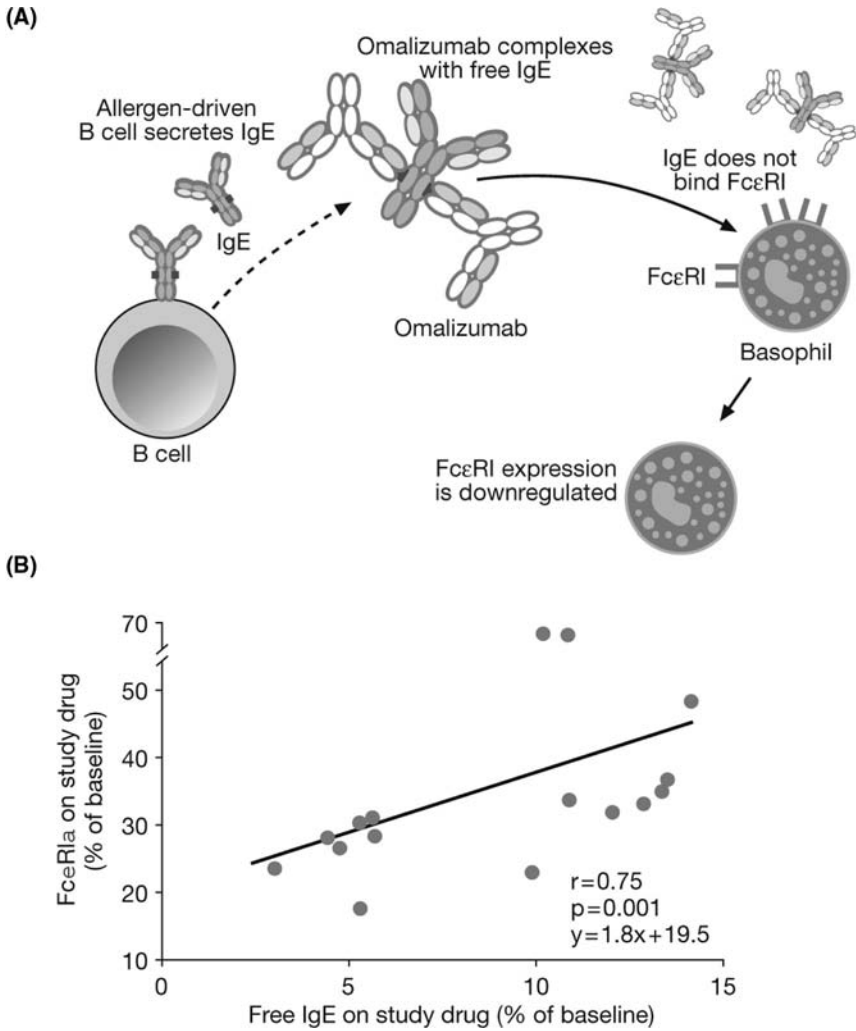 (A)
Allergen-driven
B cell secretes IgE
IgE
B cell
Omalizumab complexes
with free IgE
Omalizumab
IgE does not
bind FcεRI
FcεRI
Basophil
FcεRI expression
is downregulated
(B)
FceRIa on study drug
(% of baseline)
70
50
40
30
20
10
0
5
10
15
r=0.75
p=0.001
y=1.8x+19.5
Free IgE on study drug (% of baseline)